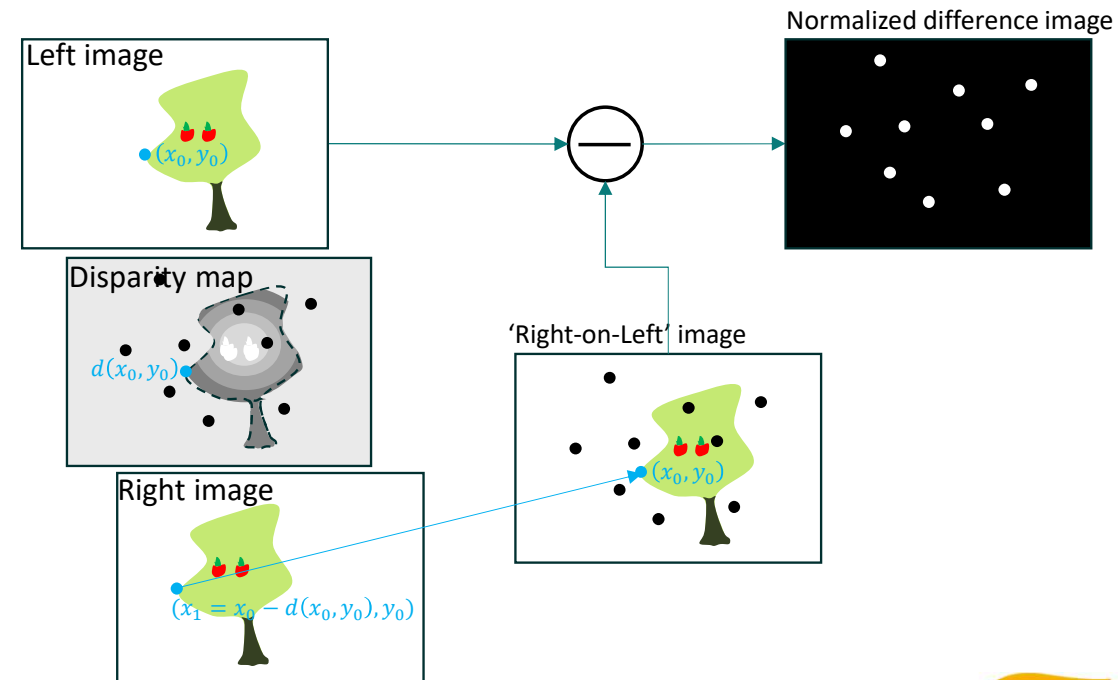 Normalized difference image
Left image
(x₀, y₀)
Disparity map
d(x₀, y₀)
'Right-on-Left' image
(x₀, y₀)
Right image
(x₁ = x₀ − d(x₀, y₀), y₀)